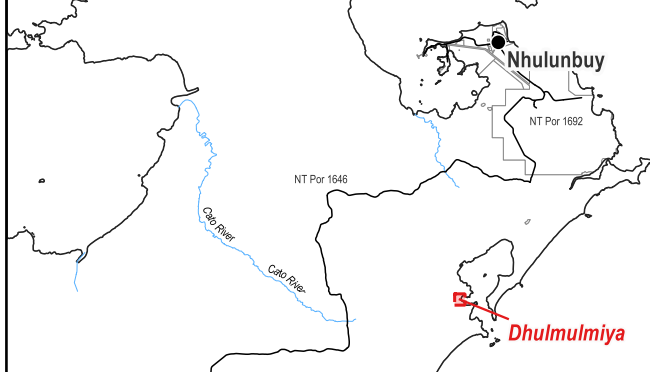 Nhulunbuy
NT Por 1692
NT Por 1646
Cato River
Cato River
Dhulmulmiya